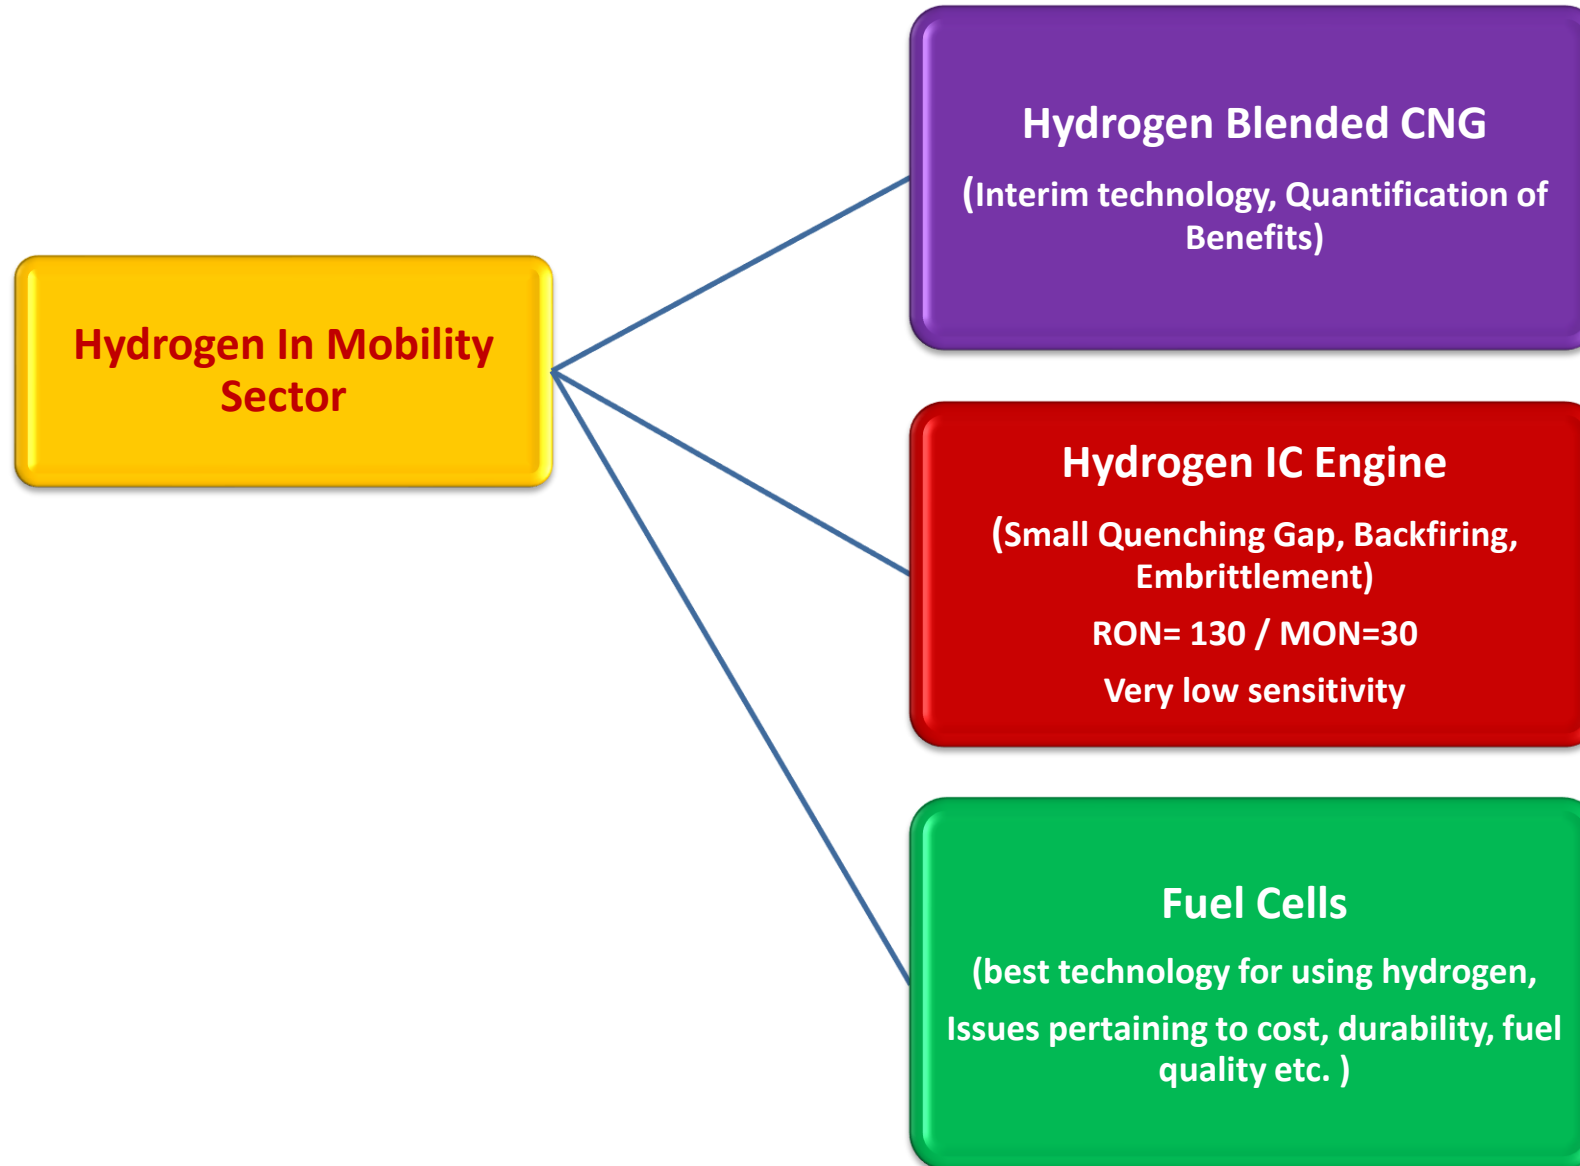 Hydrogen In Mobility
Sector
Hydrogen Blended CNG
(Interim technology, Quantification of
Benefits)
Hydrogen IC Engine
(Small Quenching Gap, Backfiring,
Embrittlement)
RON= 130 / MON=30
Very low sensitivity
Fuel Cells
(best technology for using hydrogen,
Issues pertaining to cost, durability, fuel
quality etc. )